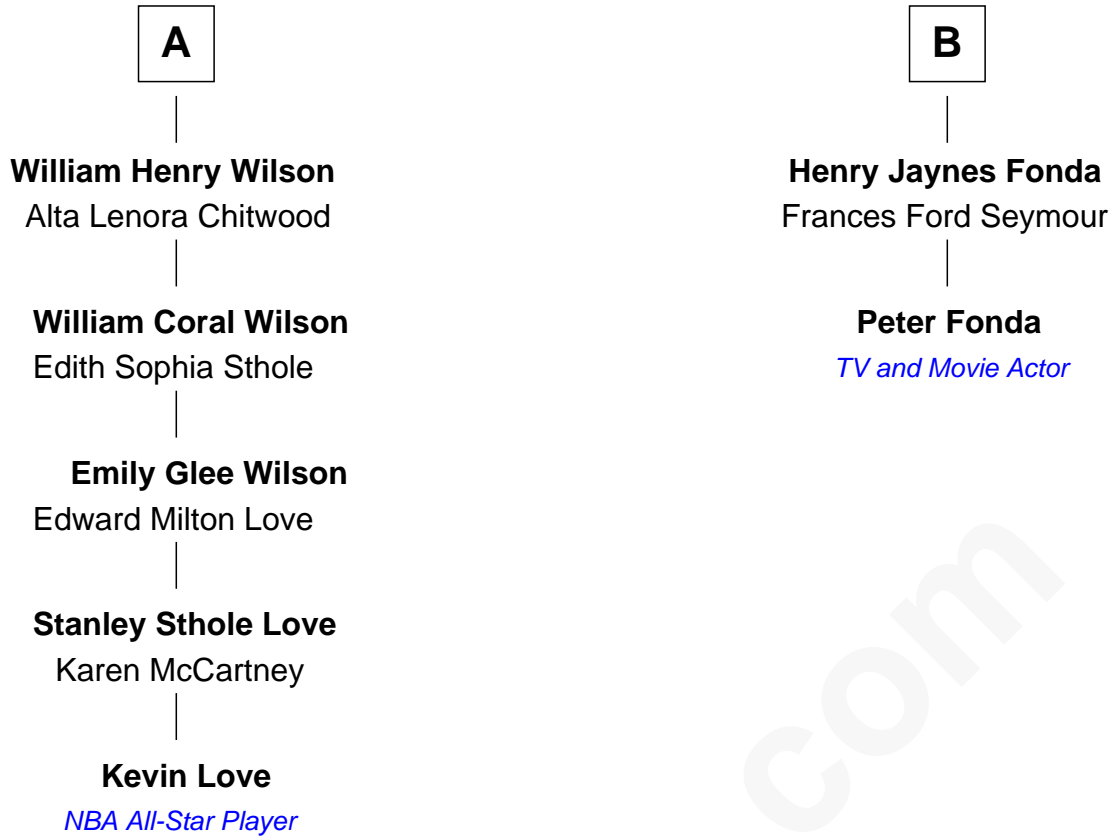 A
William Henry Wilson
Alta Lenora Chitwood
William Coral Wilson
Edith Sophia Sthole
Emily Glee Wilson
Edward Milton Love
Stanley Sthole Love
Karen McCartney
Kevin Love
NBA All-Star Player
B
Henry Jaynes Fonda
Frances Ford Seymour
Peter Fonda
TV and Movie Actor
com